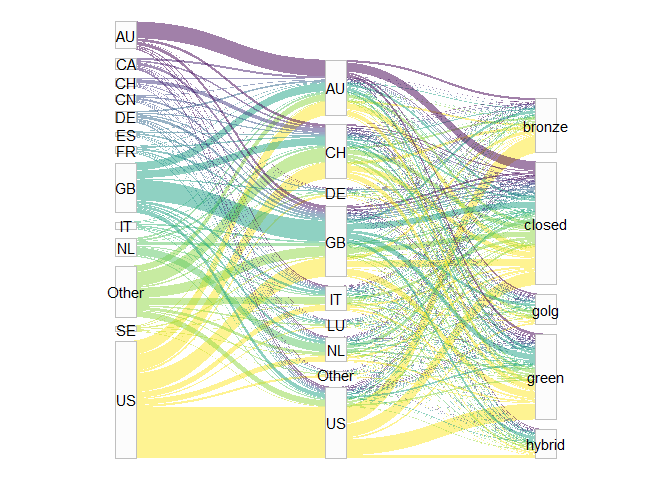 AU
CA
CH
CN
DE
ES
FR
GB
IT
NL
Other
SE
US
AU
CH
DE
GB
IT
LU
NL
Other
US
bronze
closed
golg
green
hybrid